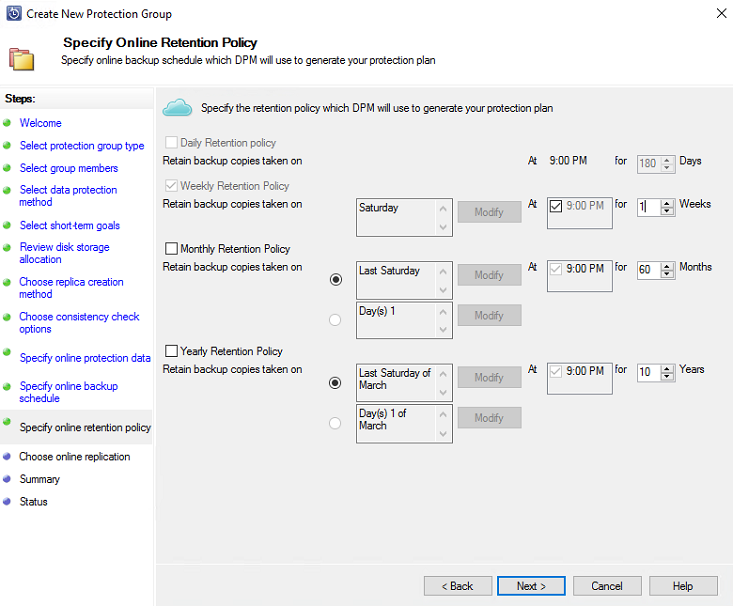 Create New Protection Group
Specify Online Retention Policy
Specify online backup schedule which DPM will use to generate your protection plan
Steps:
Welcome
Select protection group type
Select group members
Select data protection
method
Select short-term goals
Review disk storage
allocation
Choose replica creation
method
Choose consistency check
options
Specify online protection data
Specify online backup
schedule
Specify online retention policy
Choose online replication
Summary
Status
Specify the retention policy which DPM will use to generate your protection plan
Daily Retention policy
Retain backup copies taken on At 9:00 PM for 180 Days
Weekly Retention Policy
Retain backup copies taken on Saturday Modify At 9:00 PM for 1 Weeks
Monthly Retention Policy
Retain backup copies taken on Last Saturday Modify At 9:00 PM for 60 Months
Day(s) 1 Modify
Yearly Retention Policy
Retain backup copies taken on Last Saturday of Modify At 9:00 PM for 10 Years
March
Day(s) 1 of Modify
March
< Back Next > Cancel Help